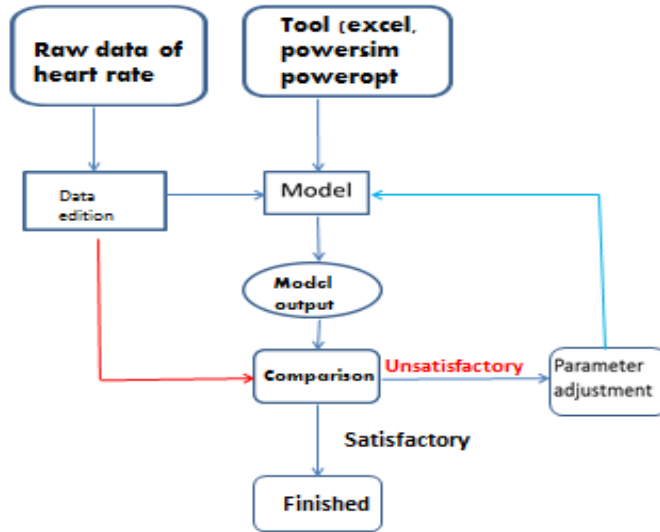 Raw data of
heart rate
Tool (excel,
powersim
poweropt
Data
edition
Model
Model
output
Comparison
Unsatisfactory
Parameter
adjustment
Satisfactory
Finished